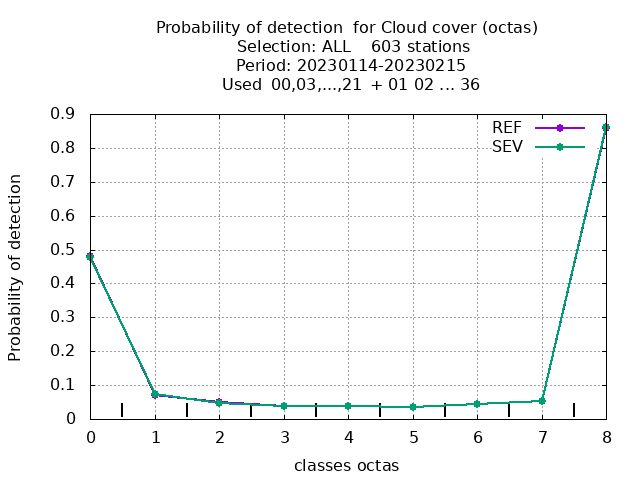 Probability of detection  for Cloud cover (octas)
Selection: ALL    603 stations
Period: 20230114-20230215
Used  00,03,...,21  + 01 02 ... 36
REF
SEV
0.9
0.8
0.7
0.6
0.5
0.4
0.3
0.2
0.1
0
Probability of detection
0 1 2 3 4 5 6 7 8
classes octas